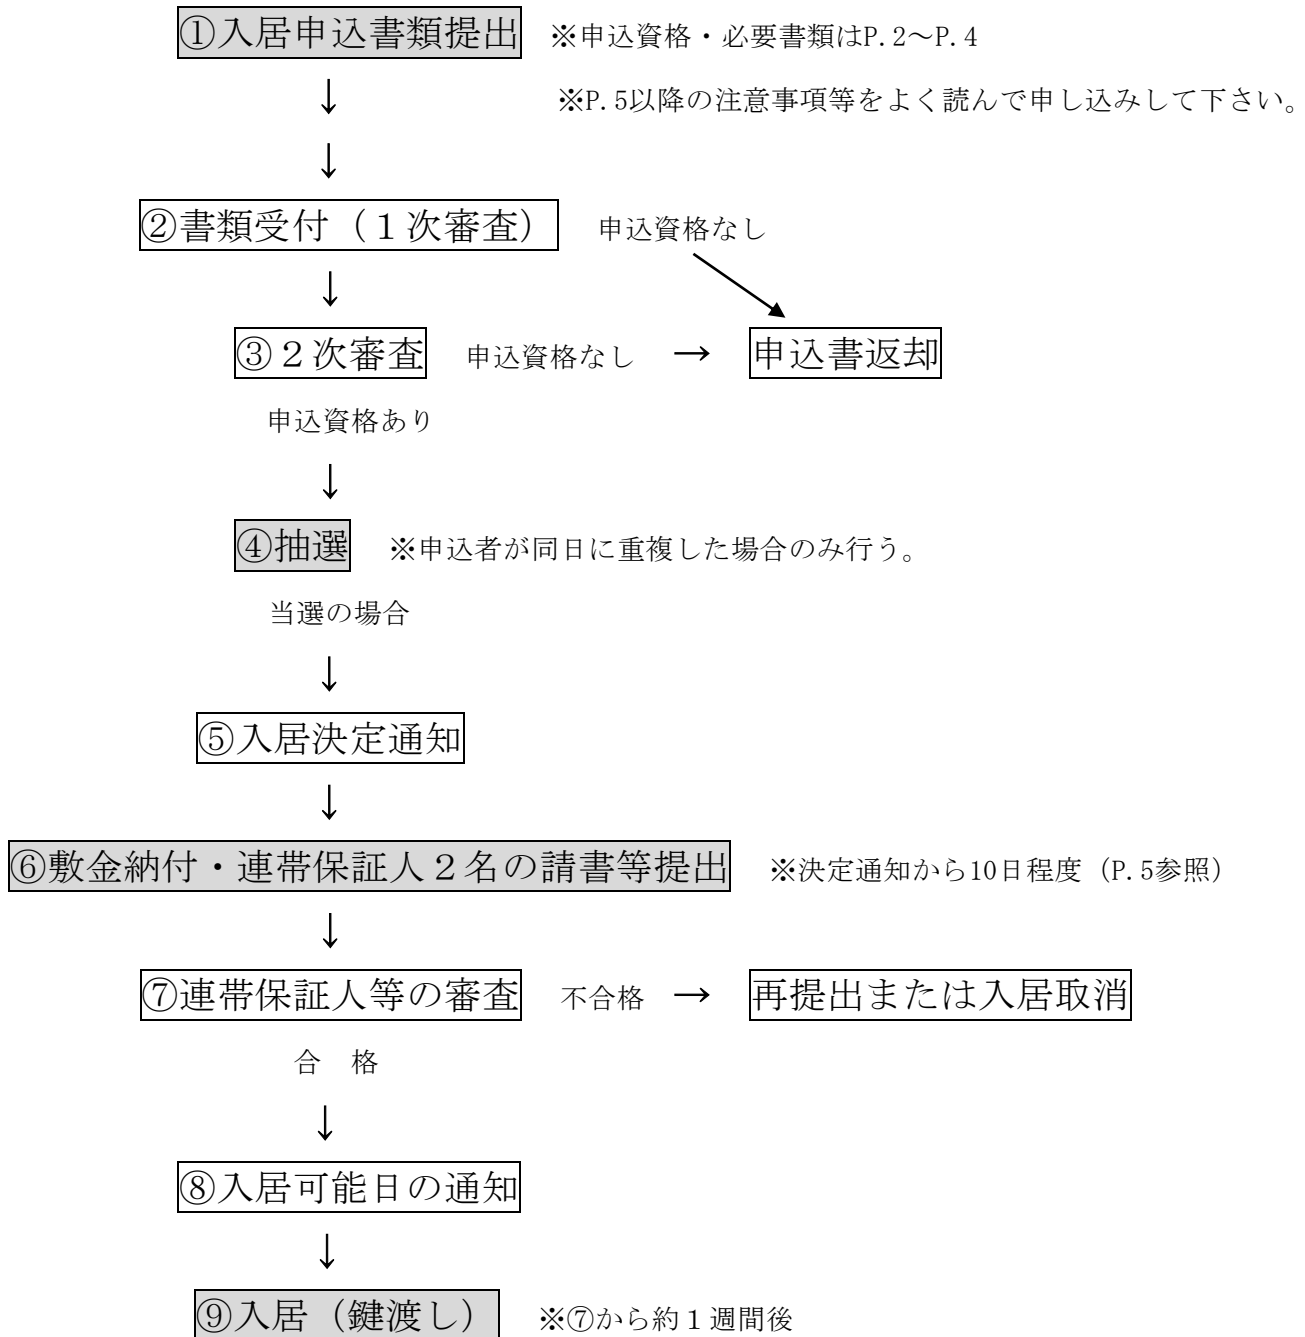 ①入居申込書類提出 ※申込資格・必要書類はP.2～P.4
↓ ※P.5以降の注意事項等をよく読んで申し込みして下さい。
↓
②書類受付（１次審査） 申込資格なし
↓
③２次審査 申込資格なし → 申込書返却
申込資格あり
↓
④抽選 ※申込者が同日に重複した場合のみ行う。
当選の場合
↓
⑤入居決定通知
↓
⑥敷金納付・連帯保証人２名の請書等提出 ※決定通知から10日程度（P.5参照）
↓
⑦連帯保証人等の審査 不合格 → 再提出または入居取消
合　格
↓
⑧入居可能日の通知
↓
⑨入居（鍵渡し） ※⑦から約１週間後